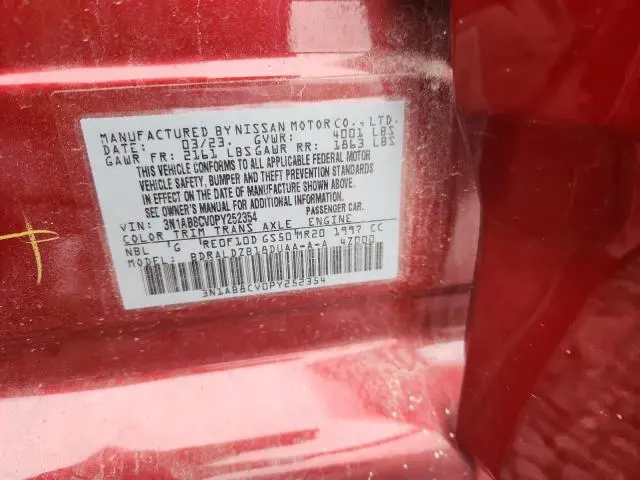 MANUFACTURED BY NISSAN MOTOR CO., LTD.
DATE: 03/23. GVWR: 4001 LBS
GAWR FR: 2161 LBS GAWR RR: 1863 LBS
THIS VEHICLE CONFORMS TO ALL APPLICABLE FEDERAL MOTOR
VEHICLE SAFETY, BUMPER AND THEFT PREVENTION STANDARDS
IN EFFECT ON THE DATE OF MANUFACTURE SHOWN ABOVE.
SEE OWNER'S MANUAL FOR ADDITIONAL INFORMATION.
VIN: 3N1AB8CV0PY252354 PASSENGER CAR.
COLOR TRIM TRANS AXLE ENGINE
NBL G RE0F10D GS50 MR20 1997 CC
BDRALDZB18DUAA-A-A 47000
3N1AB8CV0PY252354